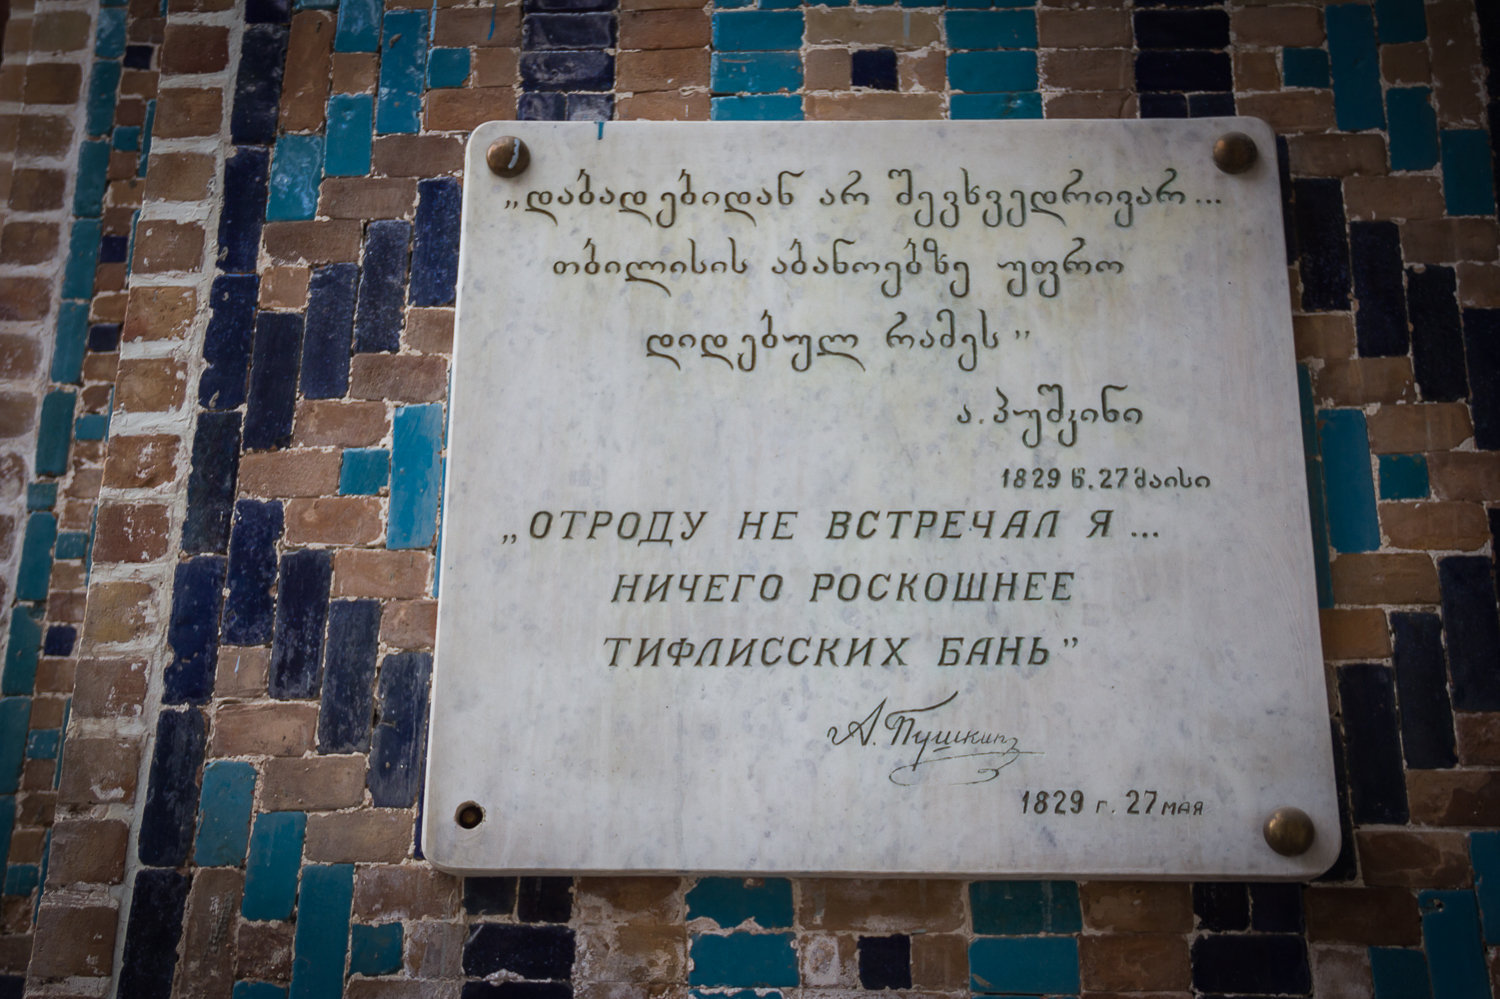 „დაბადებიდან არ შევხვედრივარ...
თბილისის აბანოებზე უფრო
დიდებულ რამეს”
ა. პუშკინი
1829 წ. 27 მაისი
„ОТРОДУ НЕ ВСТРЕЧАЛ Я...
НИЧЕГО РОСКОШНЕЕ
ТИФЛИССКИХ БАНЬ”
А. Пушкин
1829 г. 27 мая